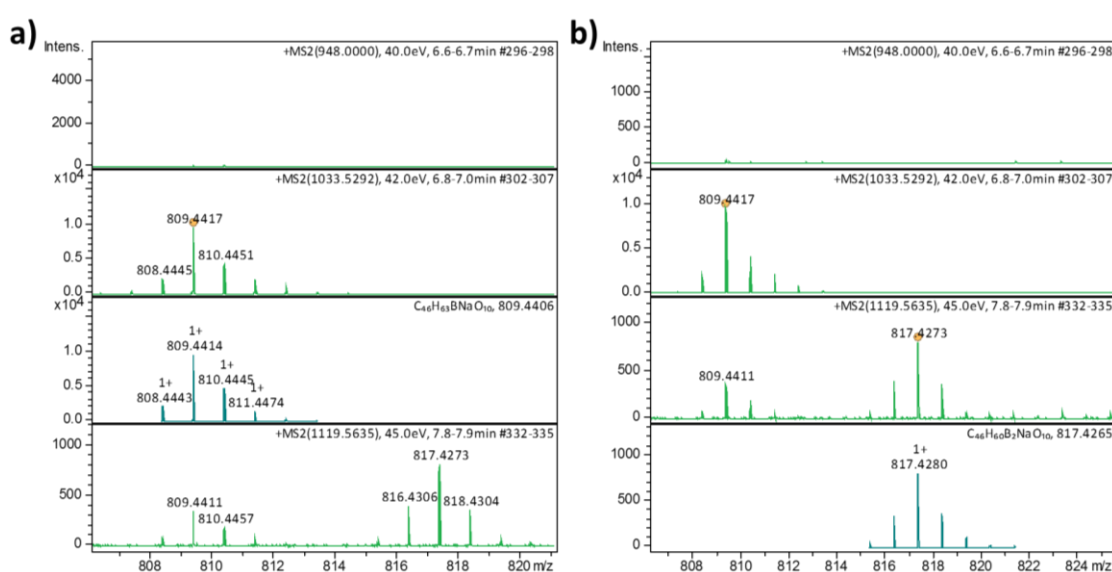 a)
Intens.
+MS2(948.0000), 40.0eV, 6.6-6.7min #296-298
4000
2000
0
x10⁴
+MS2(1033.5292), 42.0eV, 6.8-7.0min #302-307
809.4417
1.0
810.4451
0.5
808.4445
0.0
x10⁴
C₄₆H₆₃BNaO₁₀, 809.4406
1+
809.4414
1.0
1+
1+
810.4445
1+
0.5
808.4443
811.4474
0.0
+MS2(1119.5635), 45.0eV, 7.8-7.9min #332-335
1000
817.4273
816.4306
818.4304
500
809.4411
810.4457
0
808 810 812 814 816 818 820 m/z
b)
Intens.
+MS2(948.0000), 40.0eV, 6.6-6.7min #296-298
1000
500
0
x10⁴
+MS2(1033.5292), 42.0eV, 6.8-7.0min #302-307
809.4417
1.0
0.5
0.0
+MS2(1119.5635), 45.0eV, 7.8-7.9min #332-335
1000
817.4273
500
809.4411
0
C₄₆H₆₀B₂NaO₁₀, 817.4265
1+
1000
817.4280
500
0
808 810 812 814 816 818 820 822 824 m/z